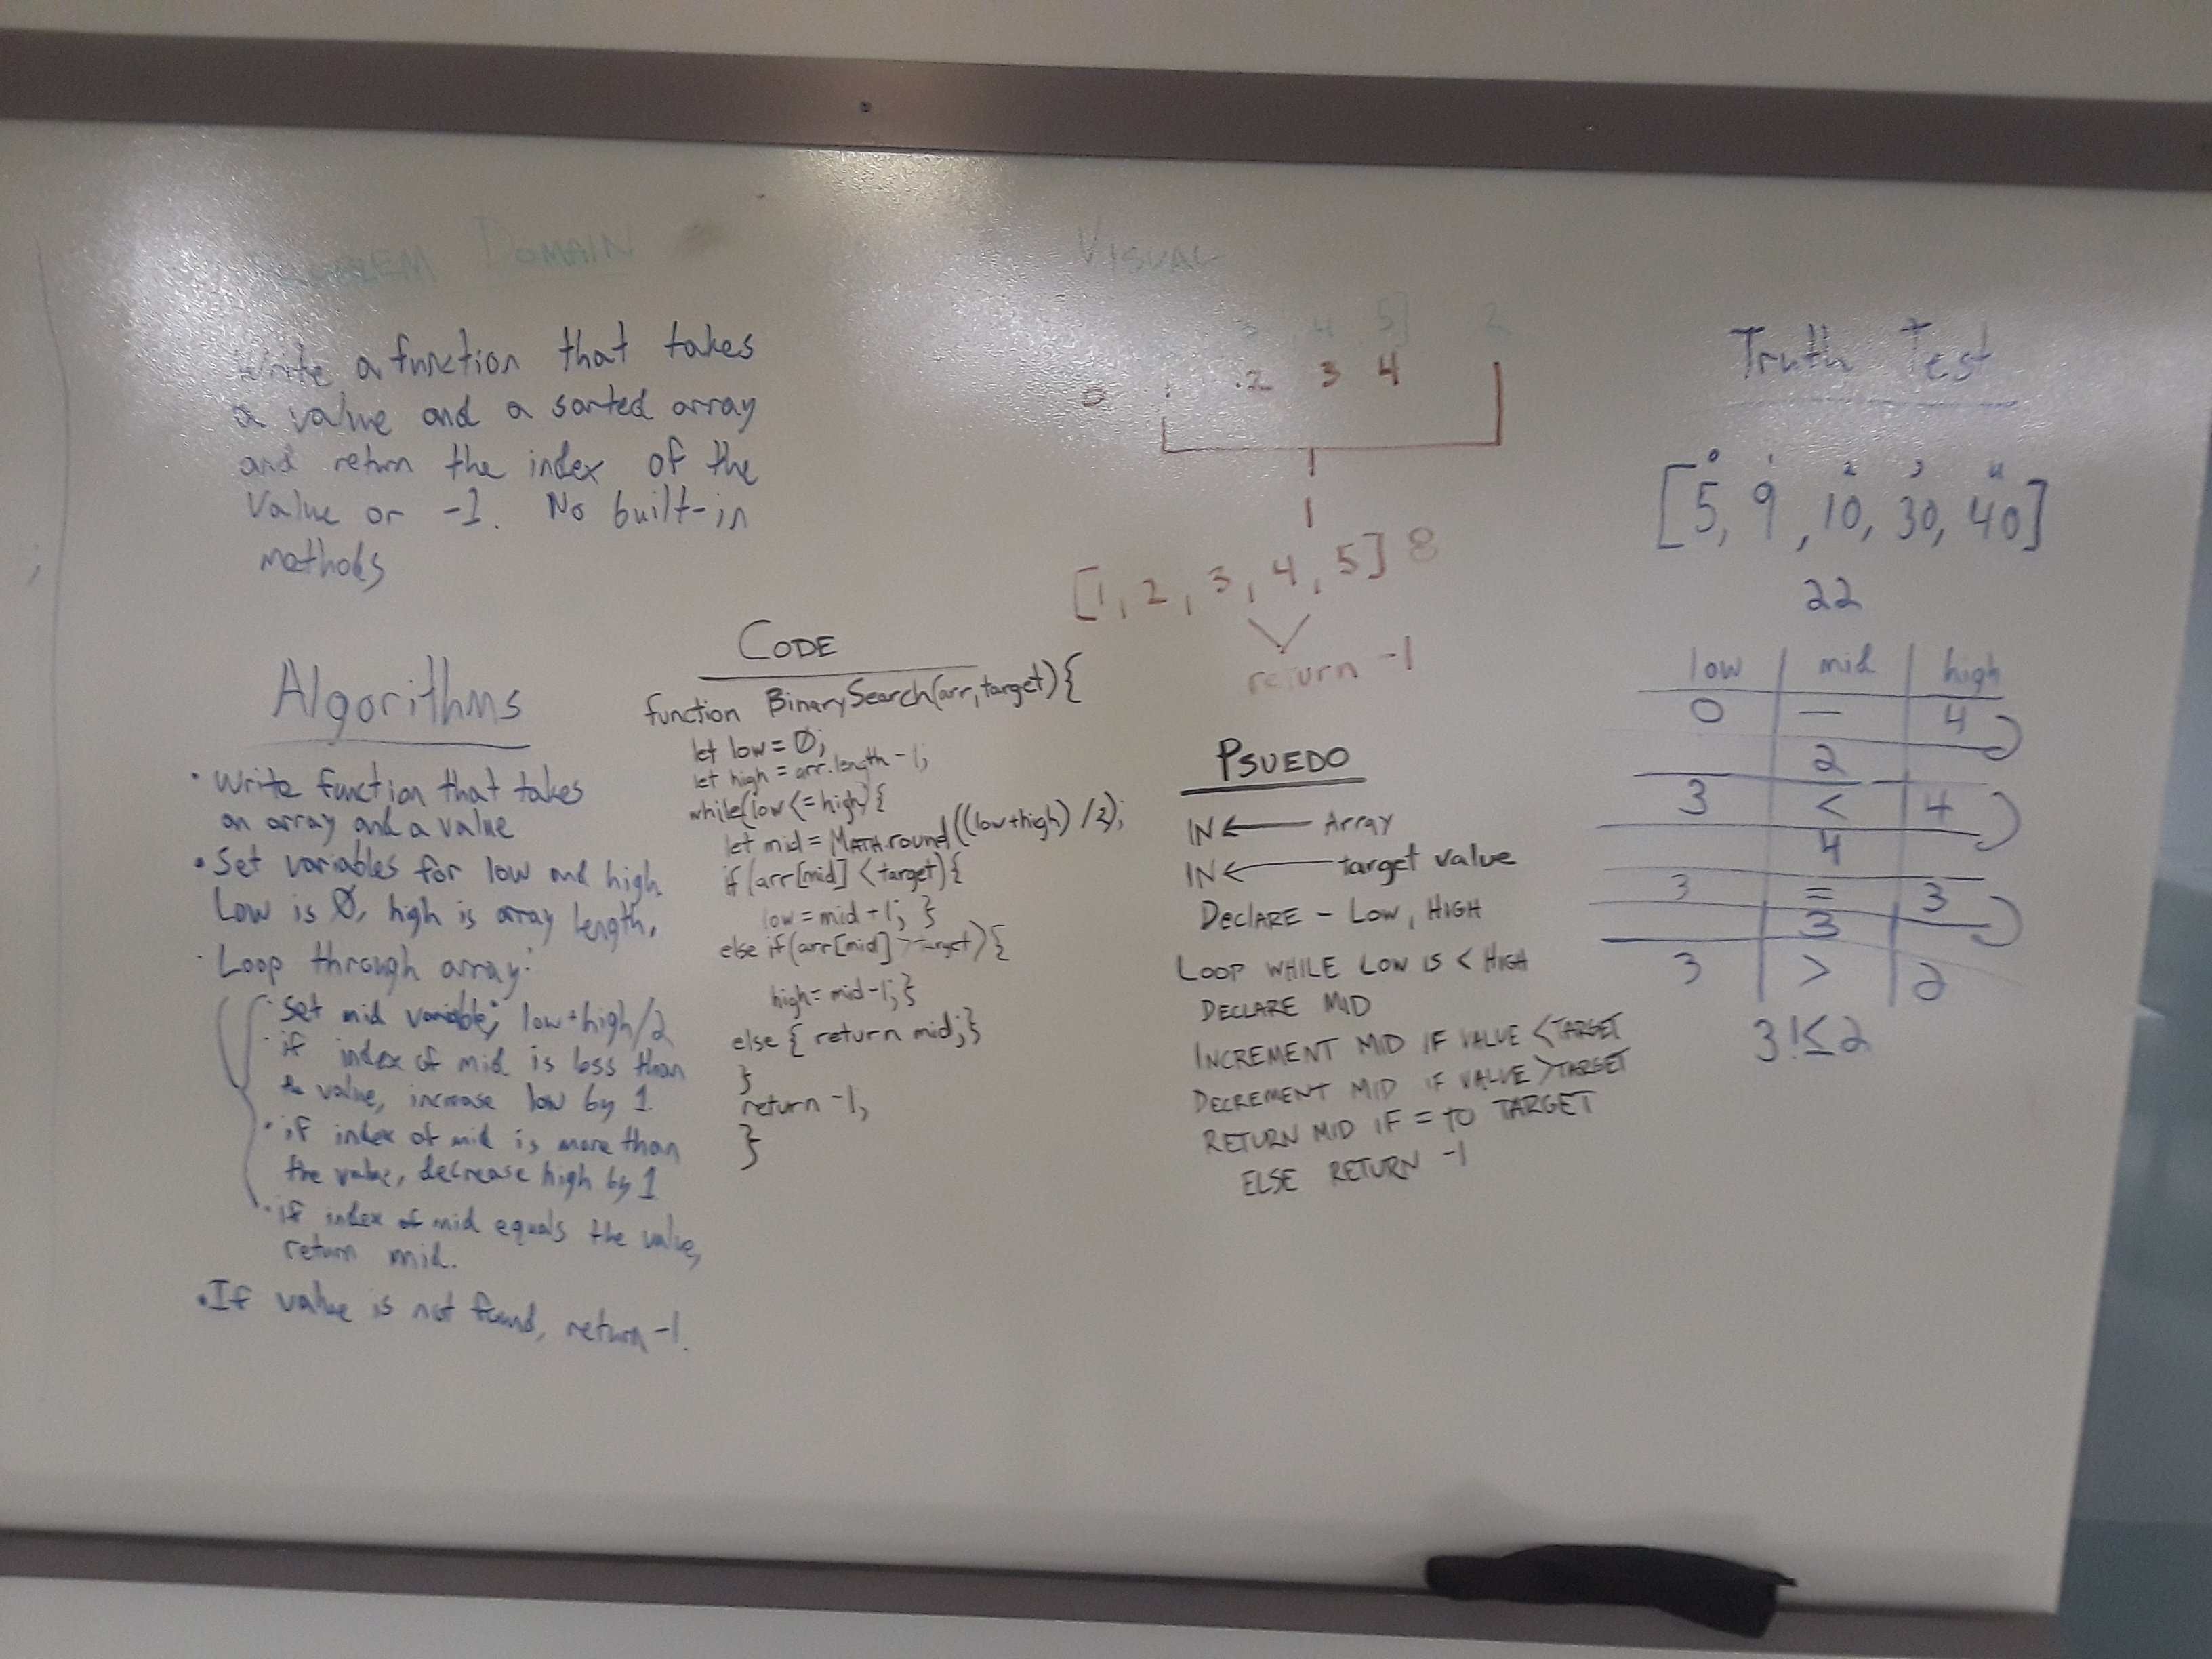 PROBLEM DOMAIN
Write a function that takes
a value and a sorted array
and return the index of the
Value or -1. No built-in
methods
VISUAL
3 4 5] 2
0 2 3 4
1
[1, 2, 3, 4, 5] 8
return -1
Truth Test
0 1 2 3 4
[5, 9, 10, 30, 40]
22
low mid high
0 — 4
2
3 < 4
4
3 = 3
3
3 > 2
3!≤2
Algorithms
• Write function that takes
an array and a value
• Set variables for low and high.
Low is 0, high is array length.
• Loop through array:
• Set mid variable; low+high/2
• if index of mid is less than
the value, increase low by 1.
• if index of mid is more than
the value, decrease high by 1
• if index of mid equals the value,
return mid.
• If value is not found, return -1.
CODE
function BinarySearch(arr, target){
let low = 0;
let high = arr.length - 1;
while(low <= high){
let mid = MATH.round((low+high) /2);
if (arr[mid] < target){
low = mid + 1; }
else if (arr[mid] > target){
high = mid - 1; }
else { return mid; }
}
return -1;
}
PSUEDO
IN ← Array
IN ← target value
DeclARE - Low, HIGH
LOOP WHILE LOW IS < HIGH
DECLARE MID
INCREMENT MID IF VALUE < TARGET
DECREMENT MID IF VALUE > TARGET
RETURN MID IF = to TARGET
ELSE RETURN -1